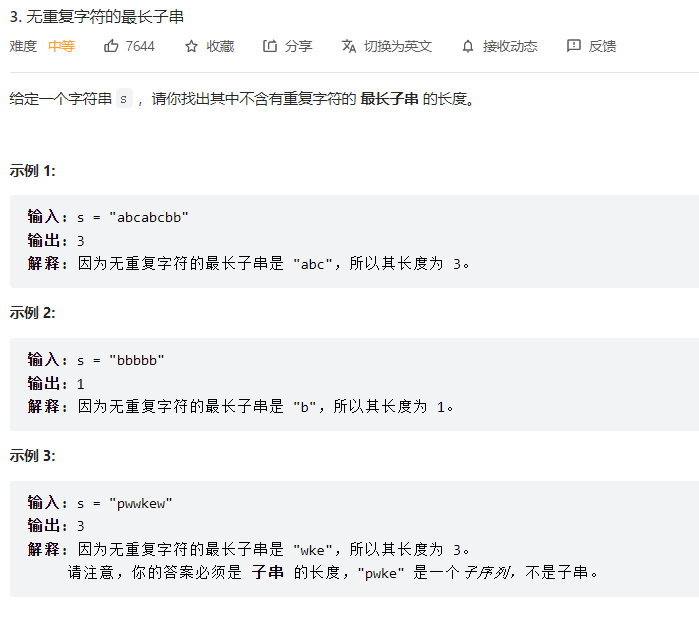 3. 无重复字符的最长子串
难度 中等 7644 收藏 分享 切换为英文 接收动态 反馈
给定一个字符串 s ，请你找出其中不含有重复字符的 最长子串 的长度。
示例 1:
输入: s = "abcabcbb"
输出: 3
解释: 因为无重复字符的最长子串是 "abc"，所以其长度为 3。
示例 2:
输入: s = "bbbbb"
输出: 1
解释: 因为无重复字符的最长子串是 "b"，所以其长度为 1。
示例 3:
输入: s = "pwwkew"
输出: 3
解释: 因为无重复字符的最长子串是 "wke"，所以其长度为 3。
请注意，你的答案必须是 子串 的长度，"pwke" 是一个子序列，不是子串。